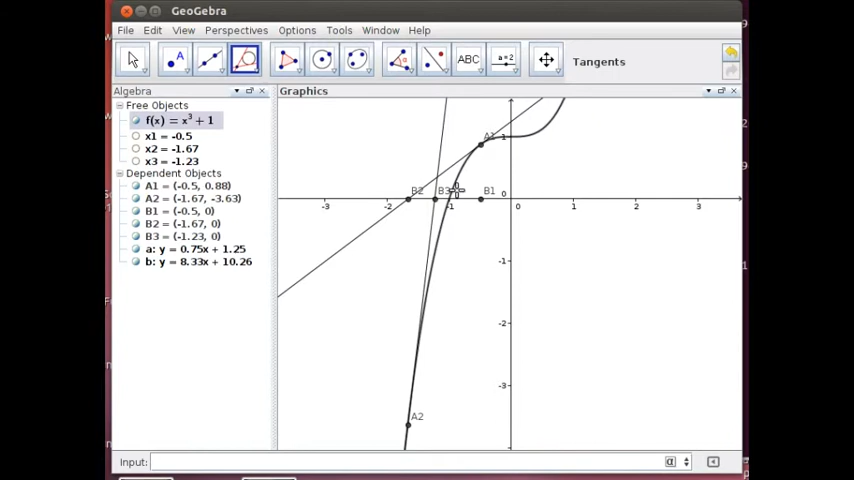 GeoGebra
File Edit View Perspectives Options Tools Window Help
ABC a=2 Tangents
Algebra
Graphics
Free Objects
f(x) = x³ + 1
x1 = -0.5
x2 = -1.67
x3 = -1.23
Dependent Objects
A1 = (-0.5, 0.88)
A2 = (-1.67, -3.63)
B1 = (-0.5, 0)
B2 = (-1.67, 0)
B3 = (-1.23, 0)
a: y = 0.75x + 1.25
b: y = 8.33x + 10.26
A1 1
B2 B3 B1 0
-3 -2 -1 0 1 2 3
-1
-2
-3
A2
Input: α